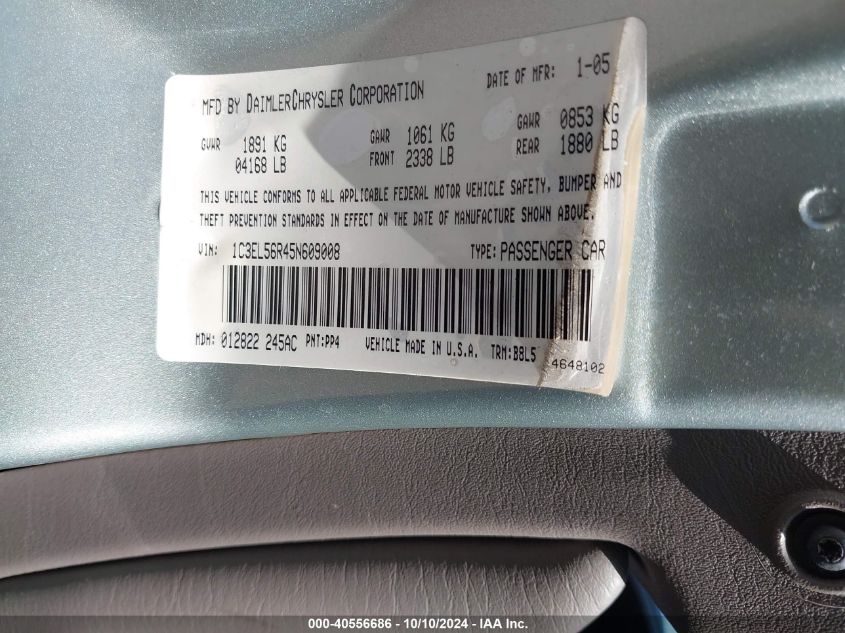 MFD BY DAIMLERCHRYSLER CORPORATION DATE OF MFR: 1-05
GVWR 1891 KG GAWR 1061 KG GAWR 0853 KG
04168 LB FRONT 2338 LB REAR 1880 LB
THIS VEHICLE CONFORMS TO ALL APPLICABLE FEDERAL MOTOR VEHICLE SAFETY, BUMPER AND
THEFT PREVENTION STANDARDS IN EFFECT ON THE DATE OF MANUFACTURE SHOWN ABOVE.
VIN: 1C3EL56R45N609008 TYPE: PASSENGER CAR
MDH: 012822 245AC PNT:PP4 VEHICLE MADE IN U.S.A. TRM:B8L5
4648102
000-40556686 - 10/10/2024 - IAA Inc.